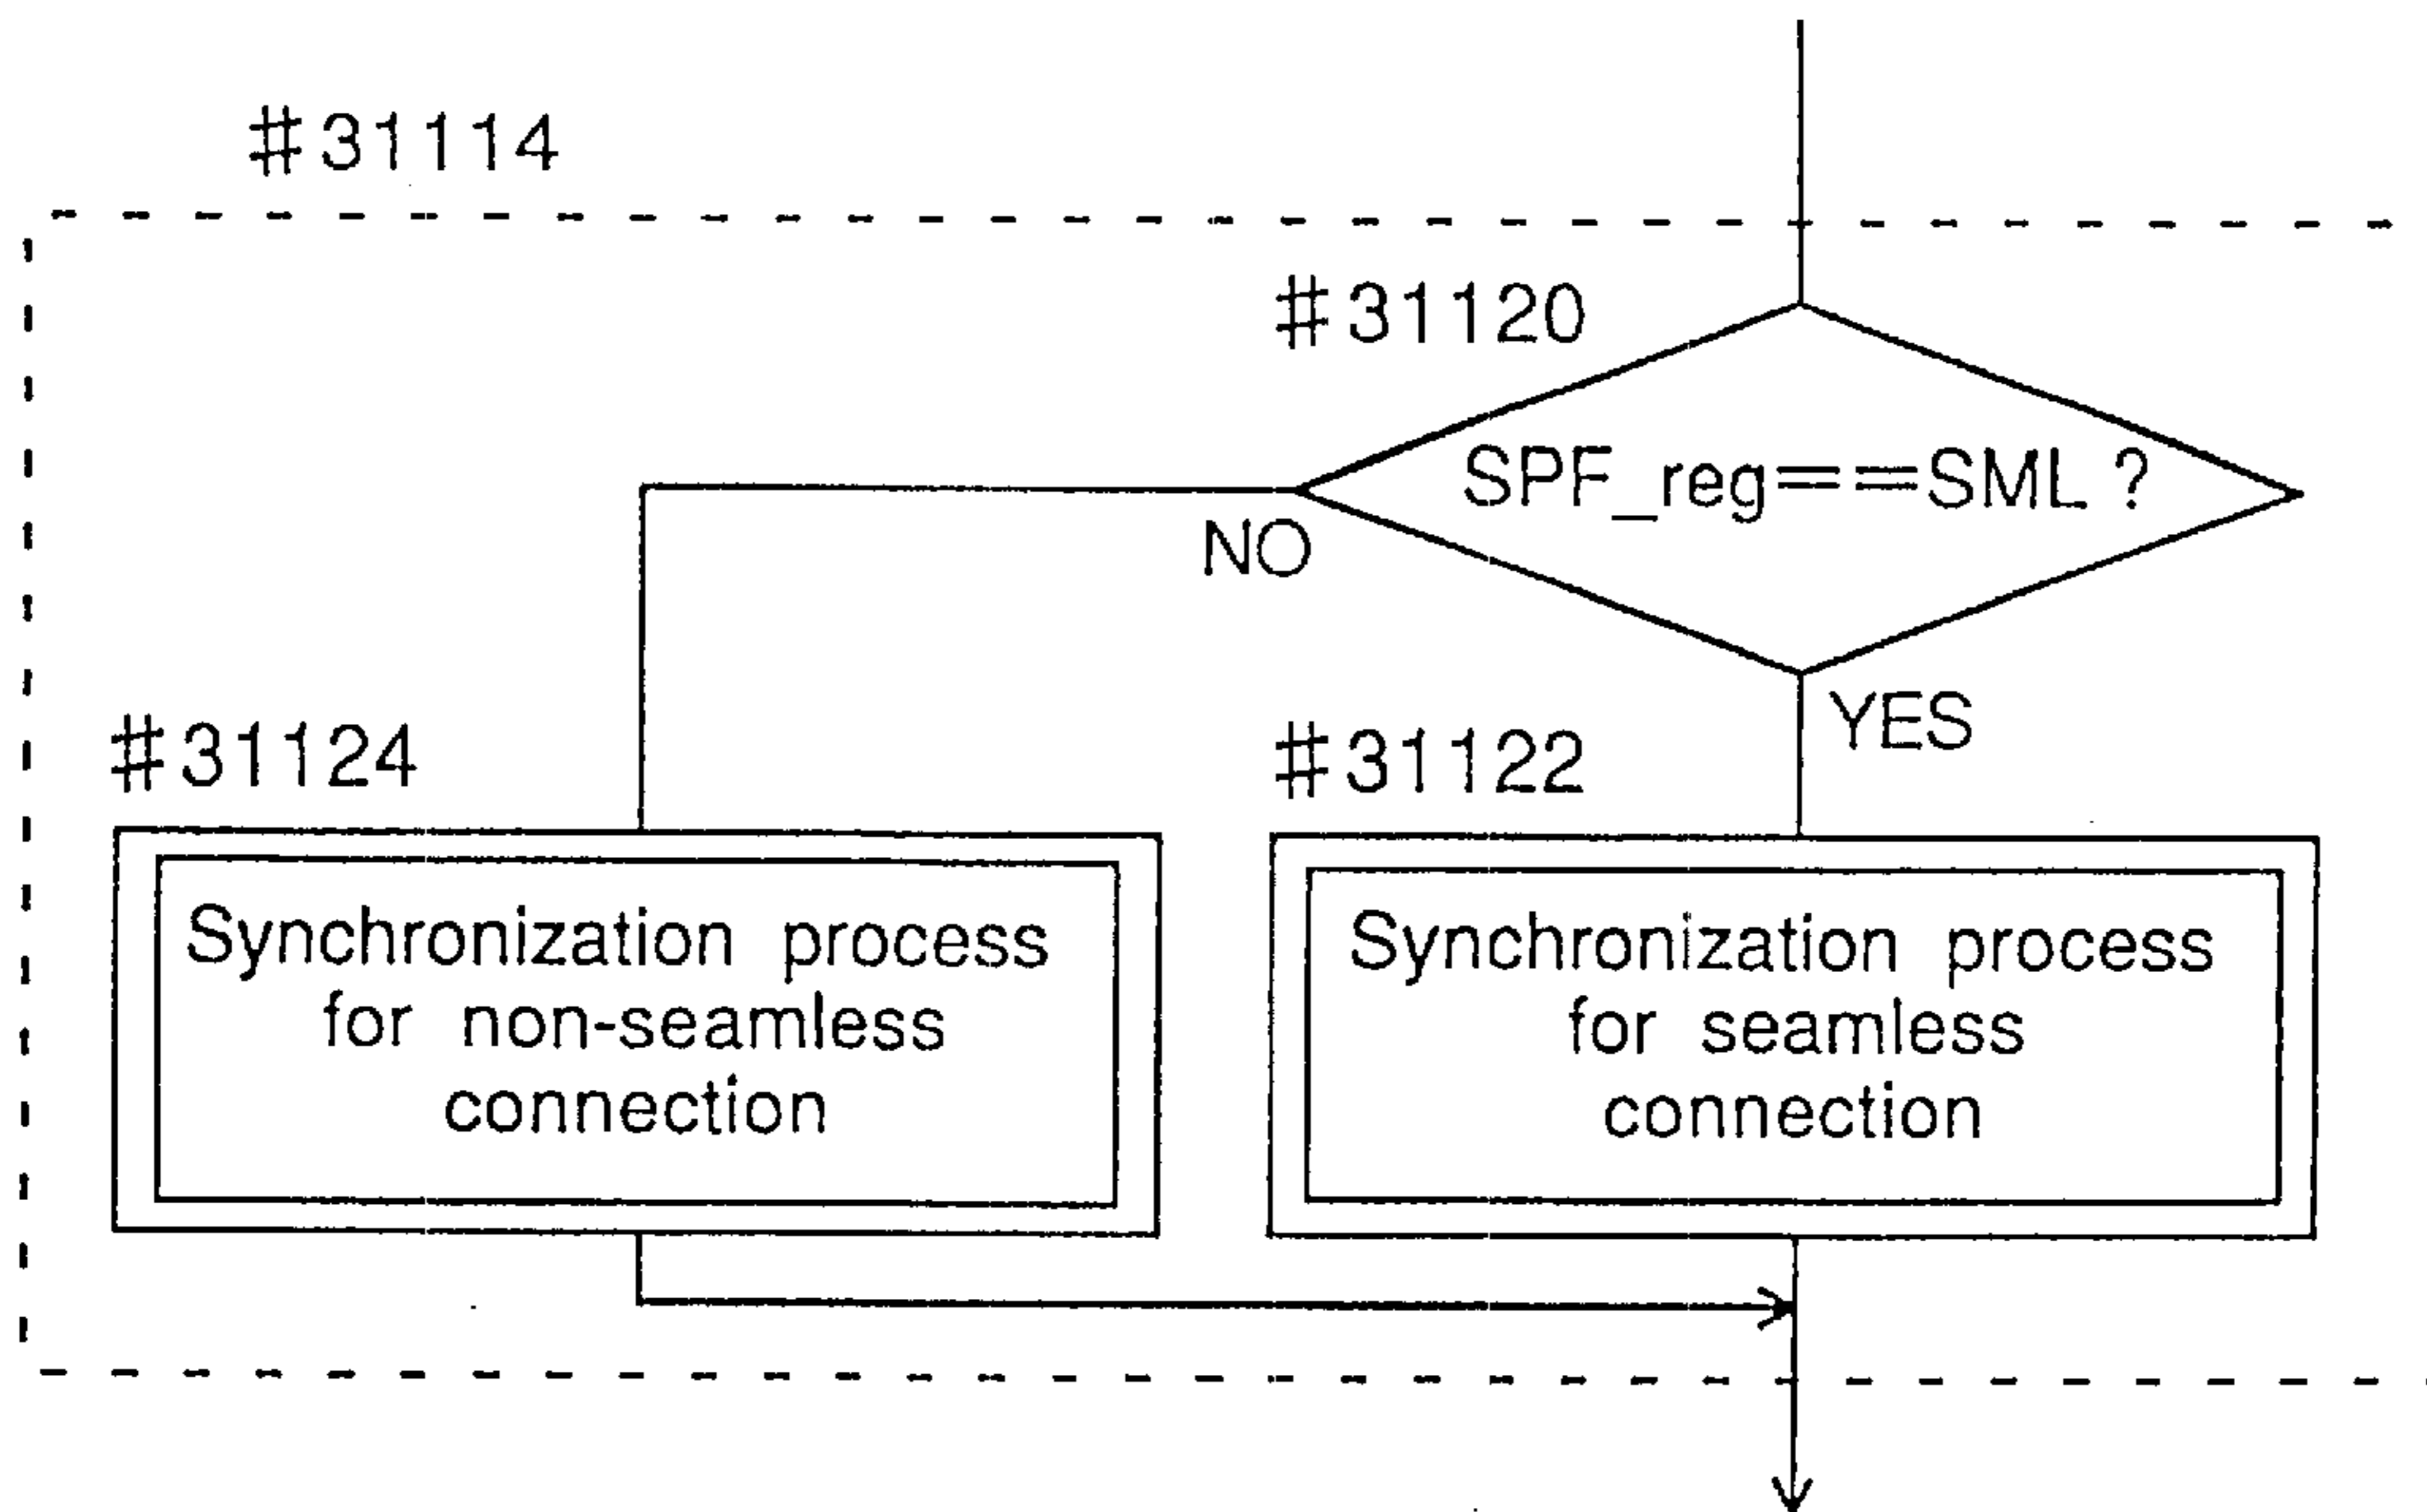 #31114
#31120
SPF_reg==SML ?
NO
YES
#31124
#31122
Synchronization process
for non-seamless
connection
Synchronization process
for seamless
connection